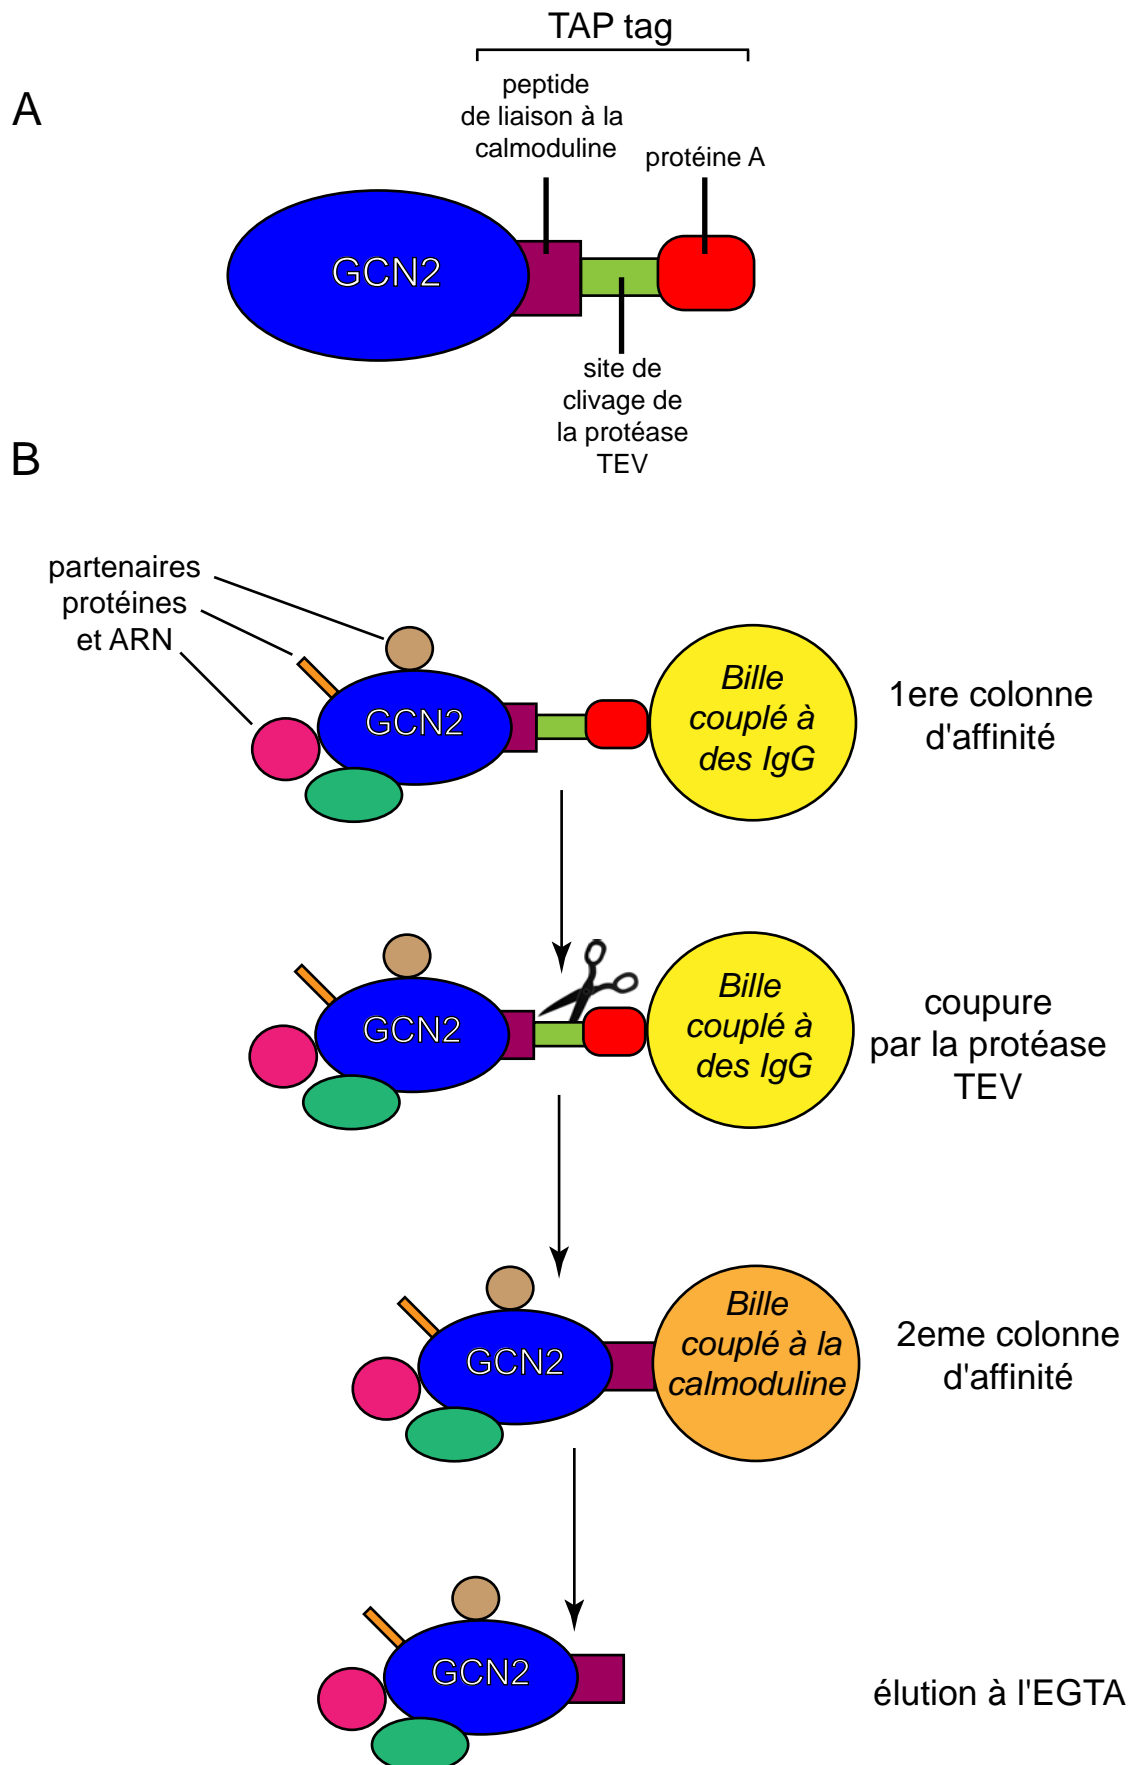 TAP tag
A
peptide
de liaison à la
calmoduline
protéine A
GCN2
site de
clivage de
la protéase
TEV
B
partenaires
protéines
et ARN
GCN2
Bille
couplé à
des IgG
1ere colonne
d'affinité
GCN2
Bille
couplé à
des IgG
coupure
par la protéase
TEV
GCN2
Bille
couplé à la
calmoduline
2eme colonne
d'affinité
GCN2
élution à l'EGTA